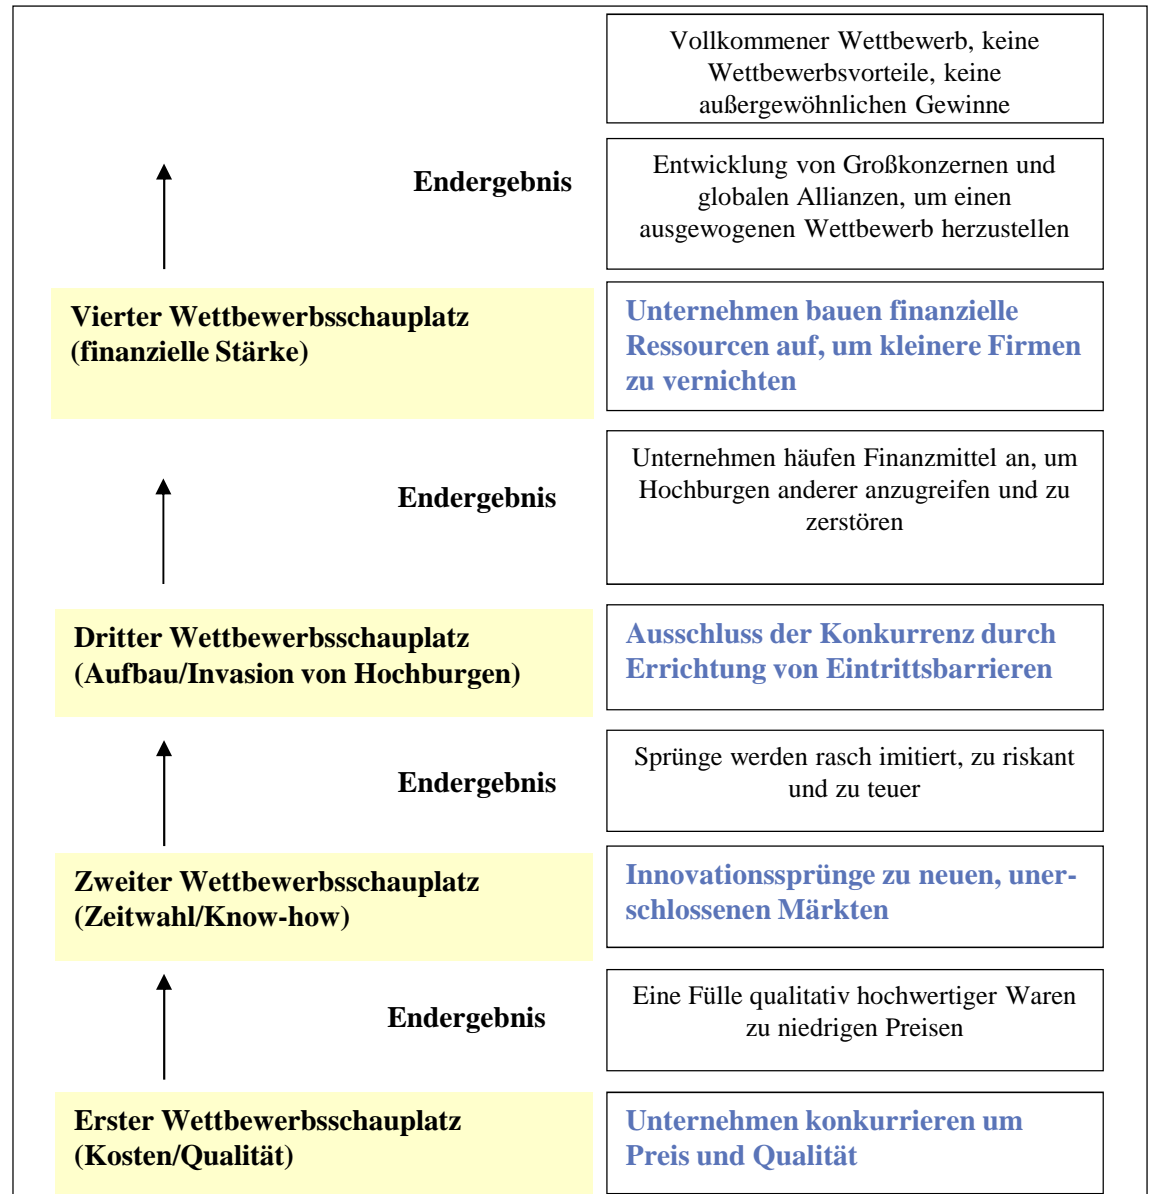 Vollkommener Wettbewerb, keine
Wettbewerbsvorteile, keine
außergewöhnlichen Gewinne
Endergebnis
Entwicklung von Großkonzernen und
globalen Allianzen, um einen
ausgewogenen Wettbewerb herzustellen
Vierter Wettbewerbsschauplatz
(finanzielle Stärke)
Unternehmen bauen finanzielle
Ressourcen auf, um kleinere Firmen
zu vernichten
Endergebnis
Unternehmen häufen Finanzmittel an, um
Hochburgen anderer anzugreifen und zu
zerstören
Dritter Wettbewerbsschauplatz
(Aufbau/Invasion von Hochburgen)
Ausschluss der Konkurrenz durch
Errichtung von Eintrittsbarrieren
Endergebnis
Sprünge werden rasch imitiert, zu riskant
und zu teuer
Zweiter Wettbewerbsschauplatz
(Zeitwahl/Know-how)
Innovationssprünge zu neuen, uner-
schlossenen Märkten
Endergebnis
Eine Fülle qualitativ hochwertiger Waren
zu niedrigen Preisen
Erster Wettbewerbsschauplatz
(Kosten/Qualität)
Unternehmen konkurrieren um
Preis und Qualität